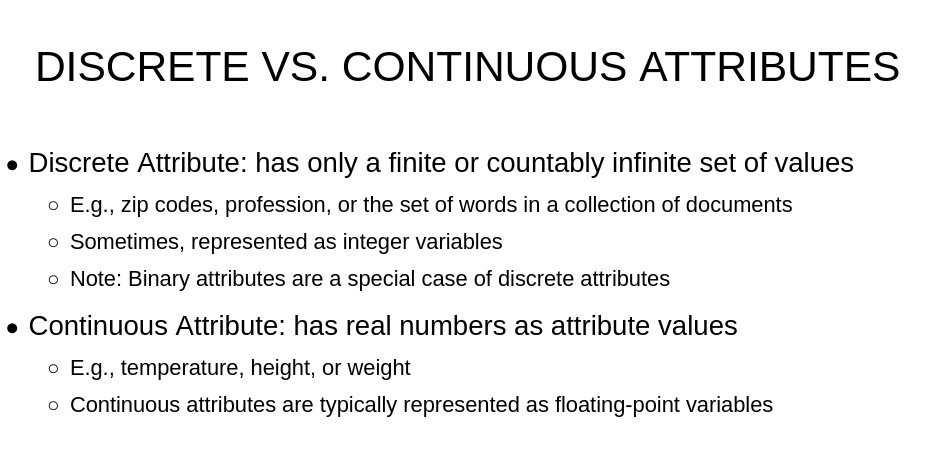 DISCRETE VS. CONTINUOUS ATTRIBUTES
● Discrete Attribute: has only a finite or countably infinite set of values
○ E.g., zip codes, profession, or the set of words in a collection of documents
○ Sometimes, represented as integer variables
○ Note: Binary attributes are a special case of discrete attributes
● Continuous Attribute: has real numbers as attribute values
○ E.g., temperature, height, or weight
○ Continuous attributes are typically represented as floating-point variables